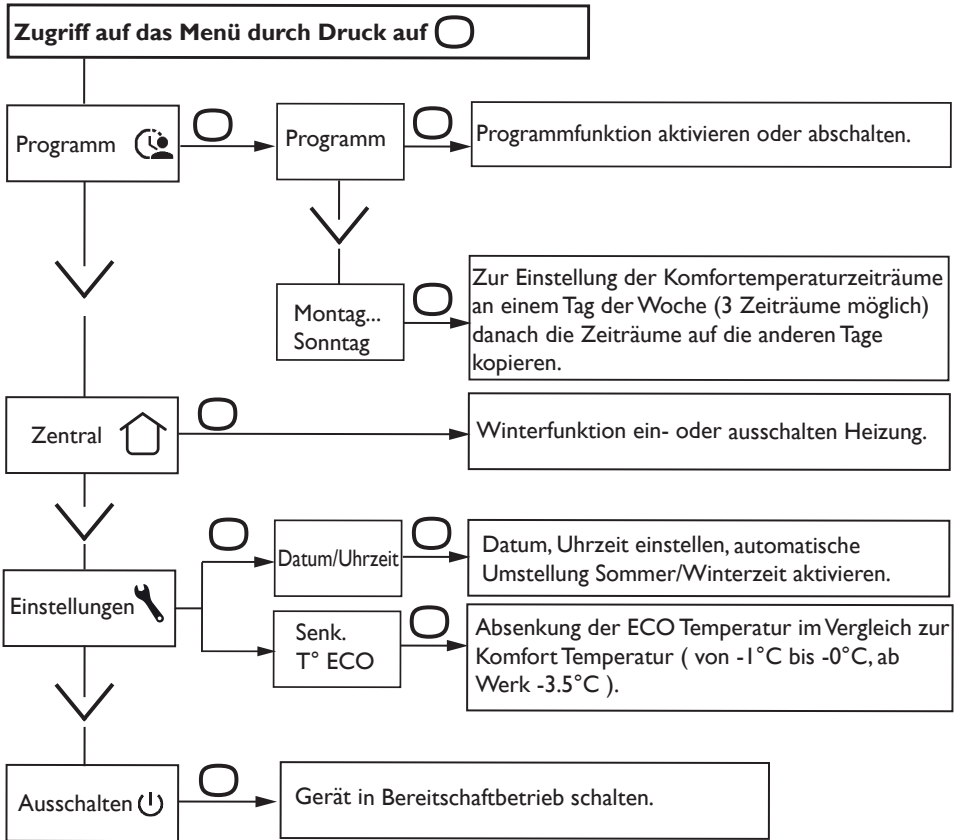 Zugriff auf das Menü durch Druck auf
Programm
Programm
Programmfunktion aktivieren oder abschalten.
Montag...
Sonntag
Zur Einstellung der Komfortemperaturzeiträume
an einem Tag der Woche (3 Zeiträume möglich)
danach die Zeiträume auf die anderen Tage
kopieren.
Zentral
Winterfunktion ein- oder ausschalten Heizung.
Einstellungen
Datum/Uhrzeit
Datum, Uhrzeit einstellen, automatische
Umstellung Sommer/Winterzeit aktivieren.
Senk.
T° ECO
Absenkung der ECO Temperatur im Vergleich zur
Komfort Temperatur ( von -1°C bis -0°C, ab
Werk -3.5°C ).
Ausschalten
Gerät in Bereitschaftbetrieb schalten.